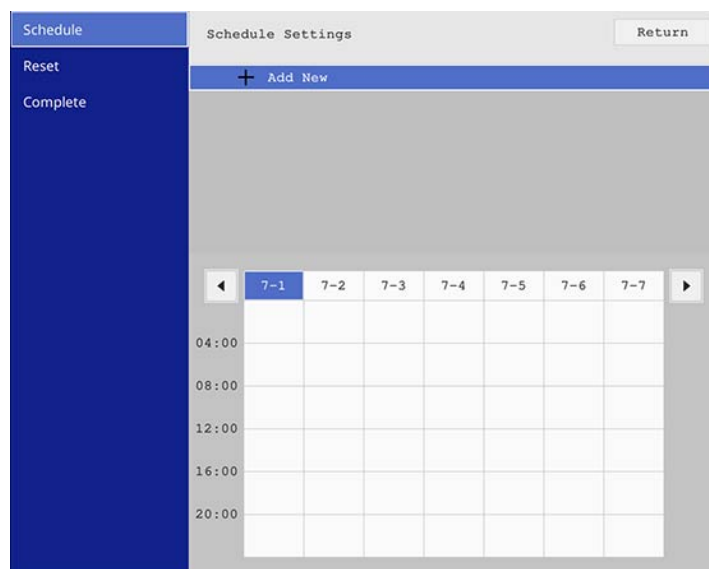 Schedule
Reset
Complete
Schedule Settings Return
Add New
7-1 7-2 7-3 7-4 7-5 7-6 7-7
04:00
08:00
12:00
16:00
20:00